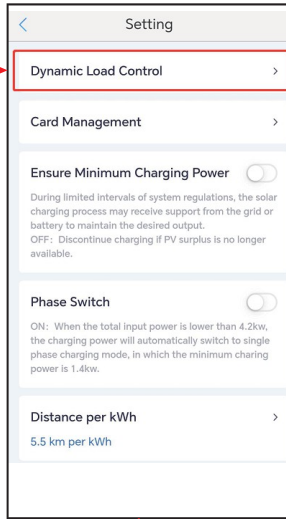 Setting
Dynamic Load Control
Card Management
Ensure Minimum Charging Power
During limited intervals of system regulations, the solar
charging process may receive support from the grid or
battery to maintain the desired output.
OFF: Discontinue charging if PV surplus is no longer
available.
Phase Switch
ON: When the total input power is lower than 4.2kw,
the charging power will automatically switch to single
phase charging mode, in which the minimum charing
power is 1.4kw.
Distance per kWh
5.5 km per kWh